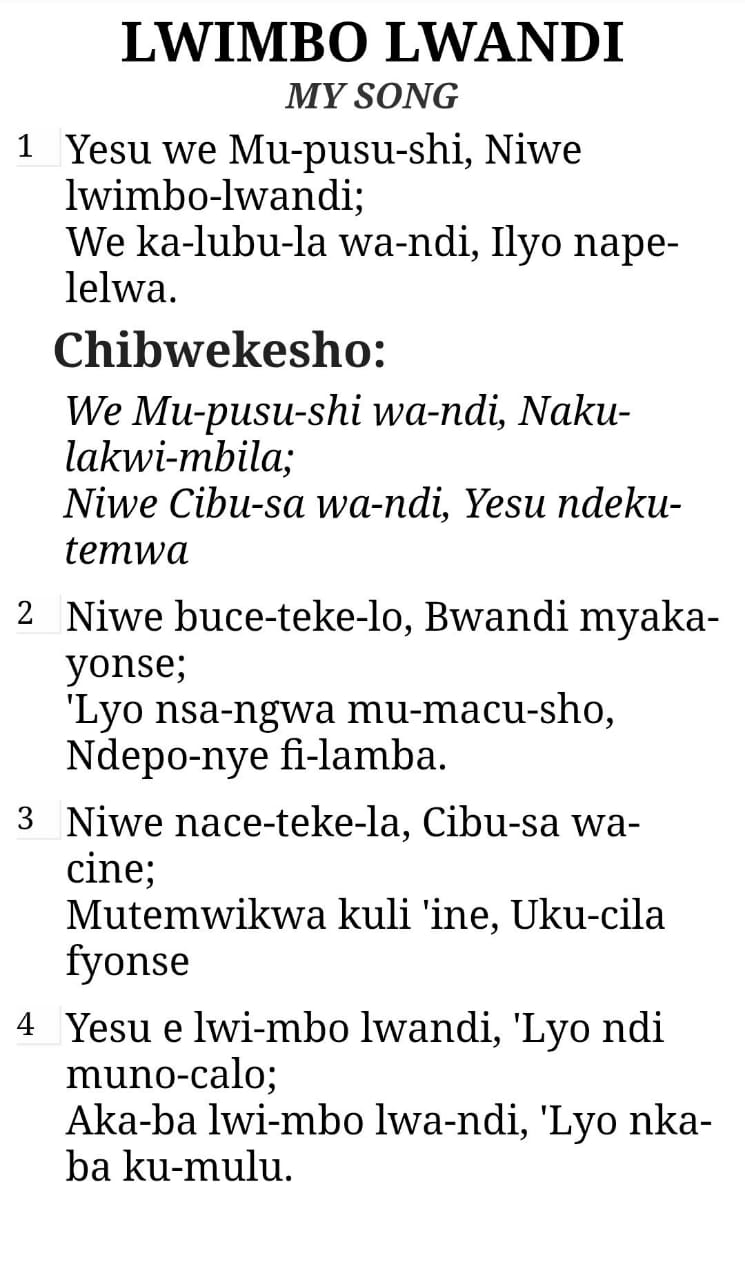 LWIMBO LWANDI
MY SONG
1 Yesu we Mu-pusu-shi, Niwe
lwimbo-lwandi;
We ka-lubu-la wa-ndi, Ilyo nape-
lelwa.
Chibwekesho:
We Mu-pusu-shi wa-ndi, Naku-
lakwi-mbila;
Niwe Cibu-sa wa-ndi, Yesu ndeku-
temwa
2 Niwe buce-teke-lo, Bwandi myaka-
yonse;
'Lyo nsa-ngwa mu-macu-sho,
Ndepo-nye fi-lamba.
3 Niwe nace-teke-la, Cibu-sa wa-
cine;
Mutemwikwa kuli 'ine, Uku-cila
fyonse
4 Yesu e lwi-mbo lwandi, 'Lyo ndi
muno-calo;
Aka-ba lwi-mbo lwa-ndi, 'Lyo nka-
ba ku-mulu.